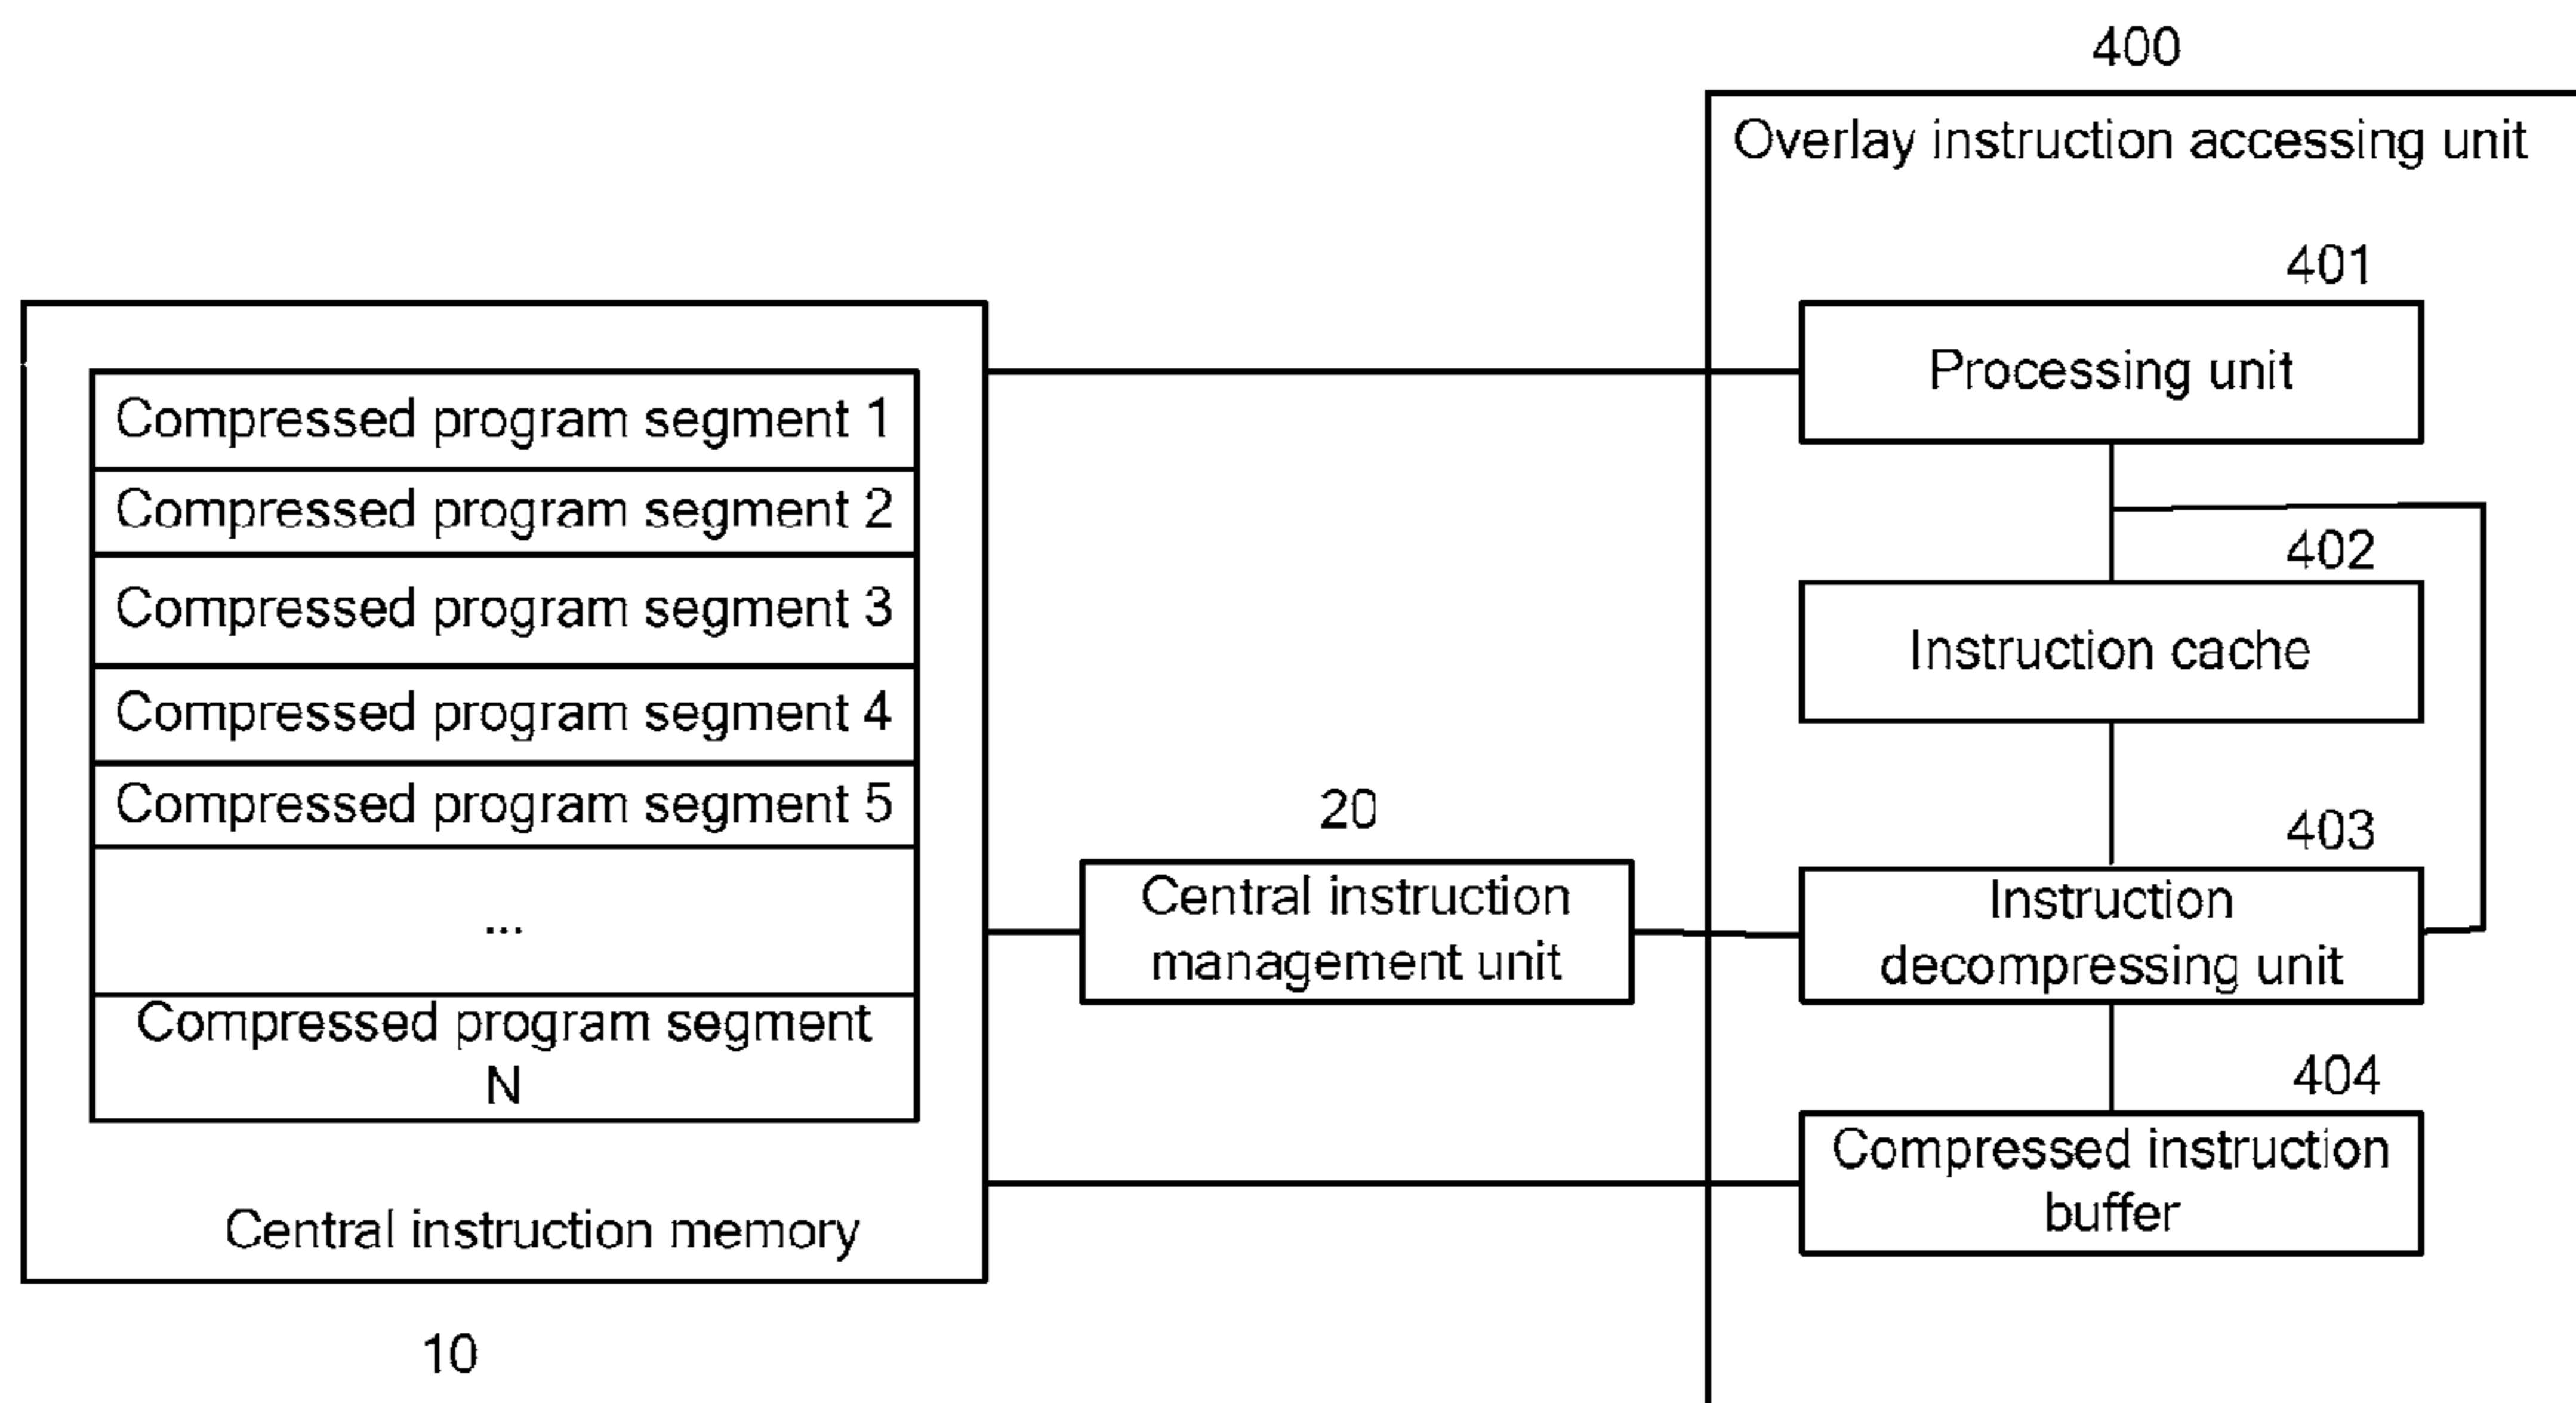 400
Overlay instruction accessing unit
401
Processing unit
402
Instruction cache
403
Instruction
decompressing unit
404
Compressed instruction
buffer
20
Central instruction
management unit
Compressed program segment 1
Compressed program segment 2
Compressed program segment 3
Compressed program segment 4
Compressed program segment 5
...
Compressed program segment
N
Central instruction memory
10